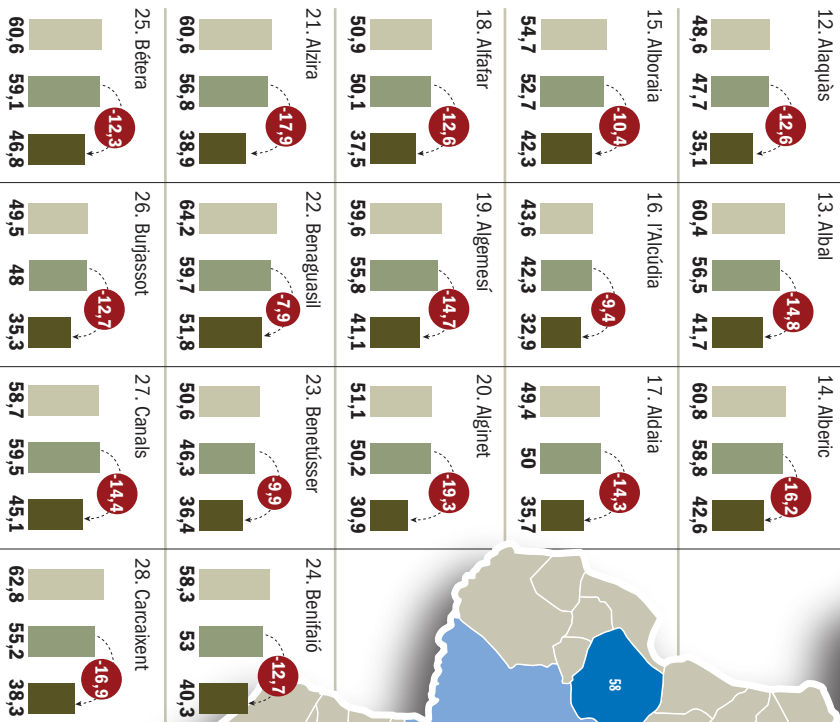 12. Alaquàs
-12,6
48,6 47,7 35,1
13. Albal
-14,8
60,4 56,5 41,7
14. Alberic
-16,2
60,8 58,8 42,6
15. Alboraia
-10,4
54,7 52,7 42,3
16. l'Alcúdia
-9,4
43,6 42,3 32,9
17. Aldaia
-14,3
49,4 50 35,7
18. Alfafar
-12,6
50,9 50,1 37,5
19. Algemesí
-14,7
59,6 55,8 41,1
20. Alginet
-19,3
51,1 50,2 30,9
21. Alzira
-17,9
60,6 56,8 38,9
22. Benaguasil
-7,9
64,2 59,7 51,8
23. Benetússer
-9,9
50,6 46,3 36,4
24. Benifaió
-12,7
58,3 53 40,3
25. Bétera
-12,3
60,6 59,1 46,8
26. Burjassot
-12,7
49,5 48 35,3
27. Canals
-14,4
58,7 59,5 45,1
28. Carcaixent
-16,9
62,8 55,2 38,3
58